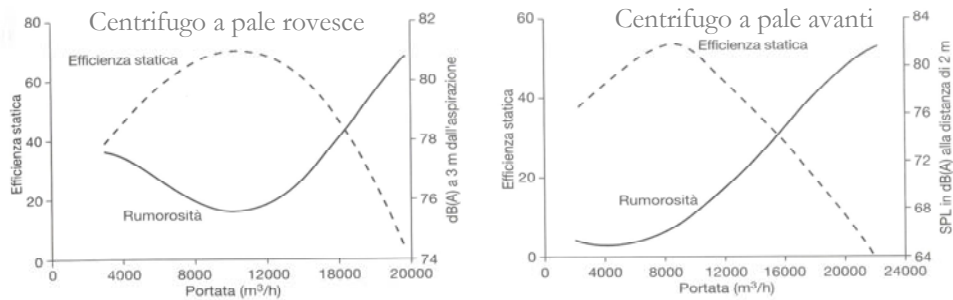 Centrifugo a pale rovesce
80
60
40
20
0
Efficienza statica
Efficienza statica
Rumorosità
82
80
78
76
74
dB(A) a 3 m dall'aspirazione
0
4000
8000
12000
16000
20000
Portata (m³/h)
Centrifugo a pale avanti
60
40
20
0
Efficienza statica
Efficienza statica
Rumorosità
84
80
76
72
68
64
SPL in dB(A) alla distanza di 2 m
0
4000
8000
12000
16000
20000
24000
Portata (m³/h)